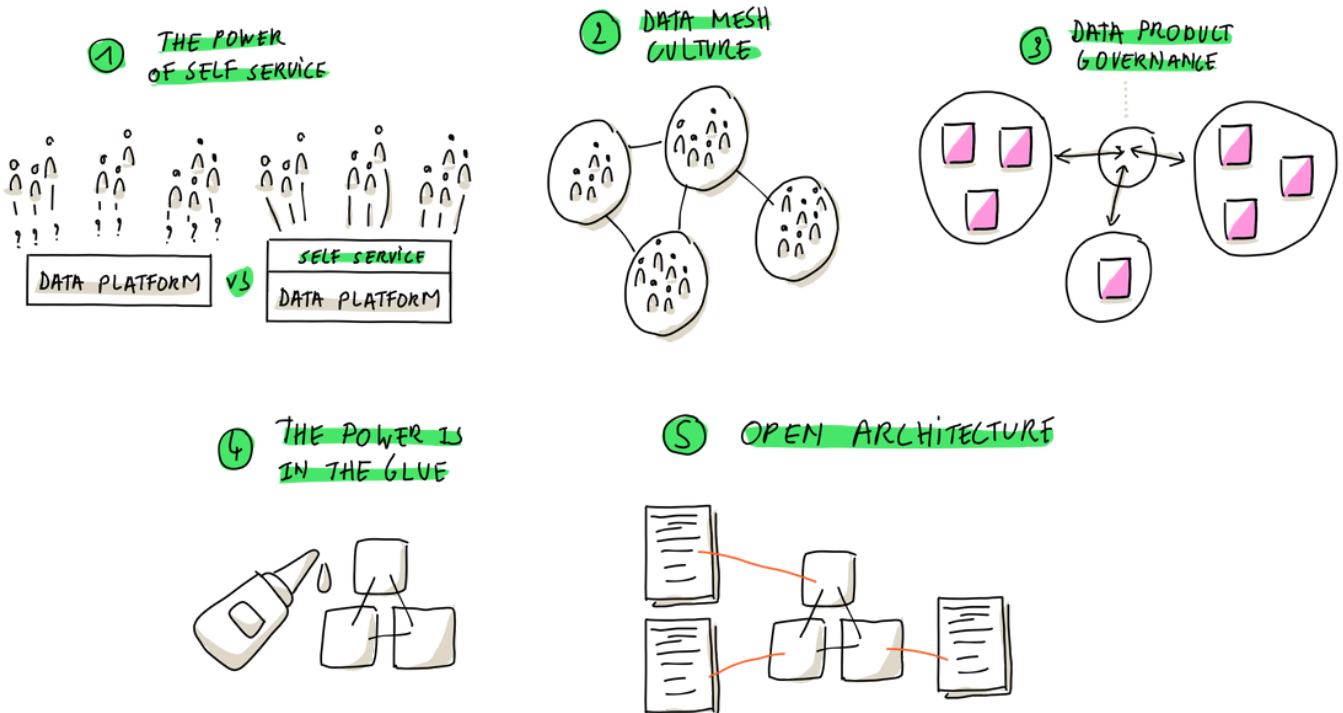 1 THE POWER
OF SELF SERVICE
? ? ? ? ? ? ? ?
DATA PLATFORM
VS
SELF SERVICE
DATA PLATFORM
2 DATA MESH
CULTURE
3 DATA PRODUCT
GOVERNANCE
4 THE POWER IS
IN THE GLUE
5 OPEN ARCHITECTURE